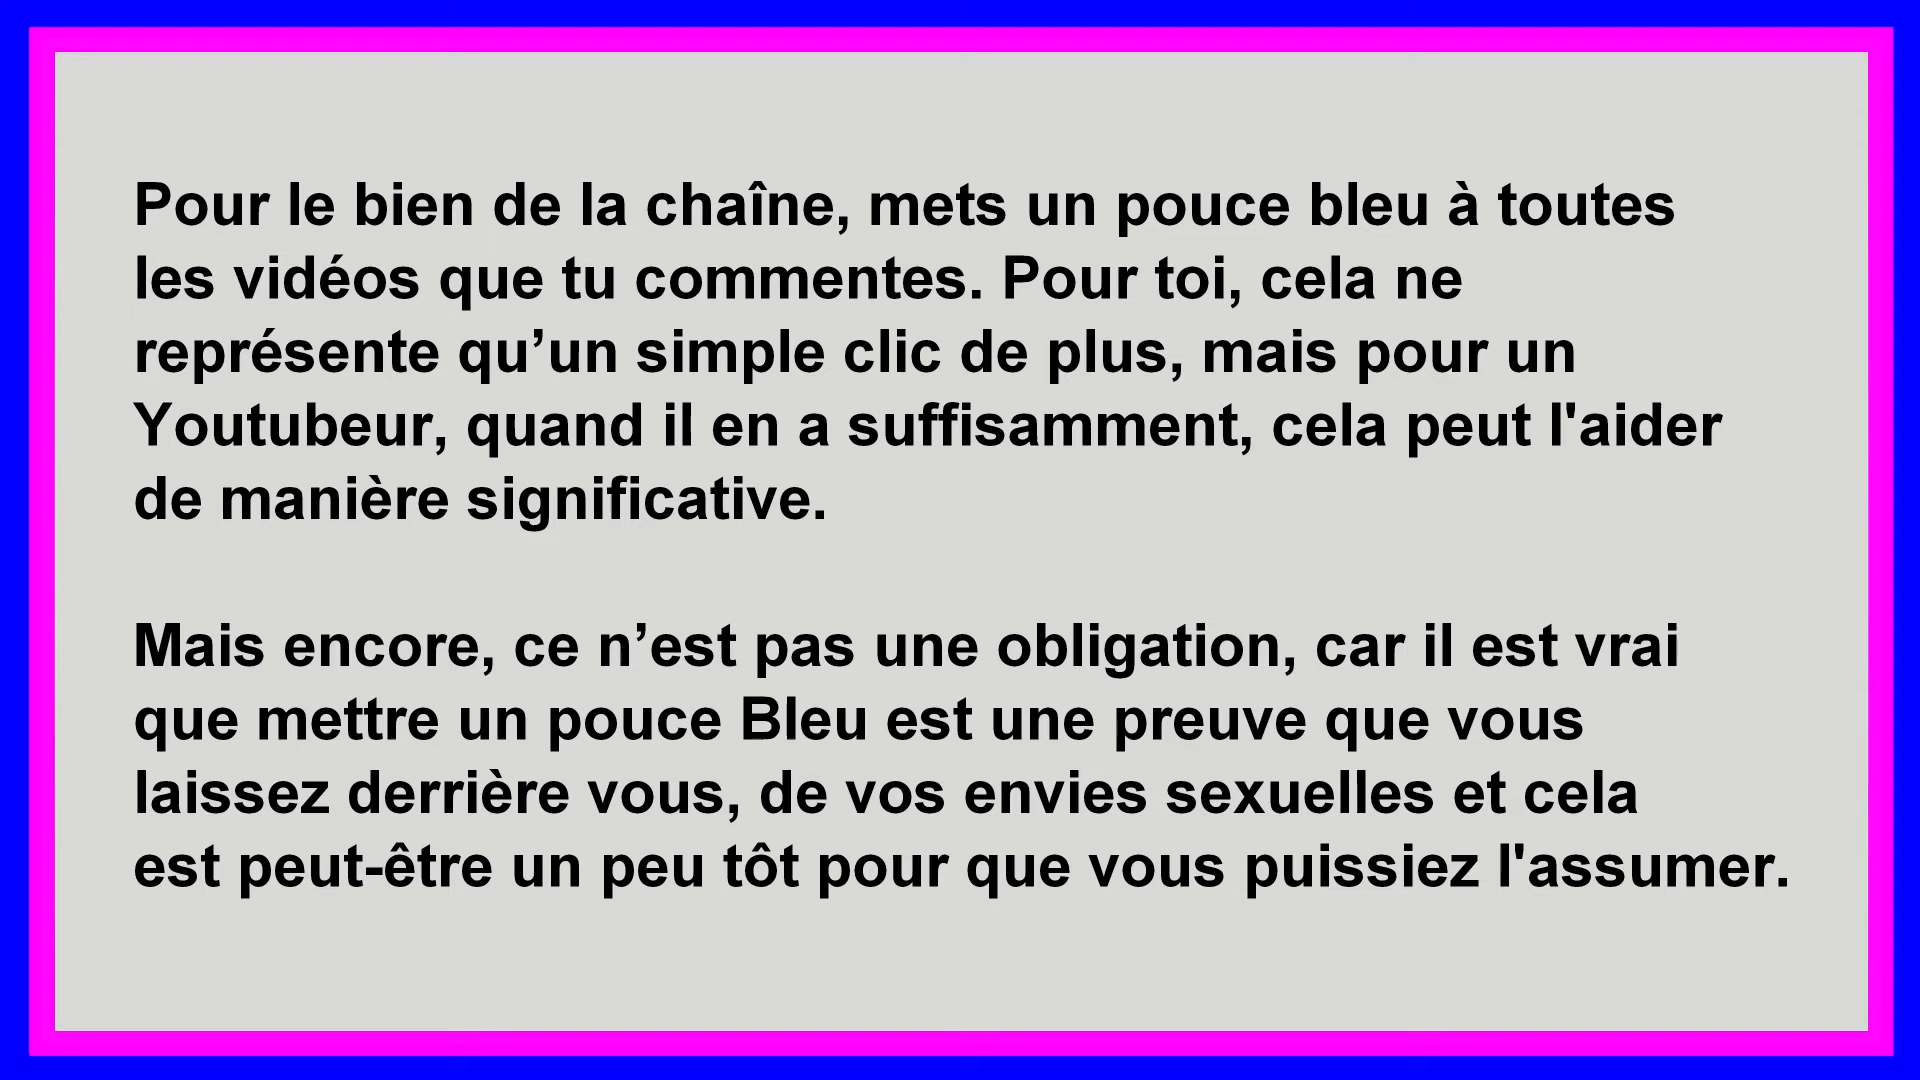 Pour le bien de la chaîne, mets un pouce bleu à toutes
les vidéos que tu commentes. Pour toi, cela ne
représente qu’un simple clic de plus, mais pour un
Youtubeur, quand il en a suffisamment, cela peut l'aider
de manière significative.
Mais encore, ce n’est pas une obligation, car il est vrai
que mettre un pouce Bleu est une preuve que vous
laissez derrière vous, de vos envies sexuelles et cela
est peut-être un peu tôt pour que vous puissiez l'assumer.